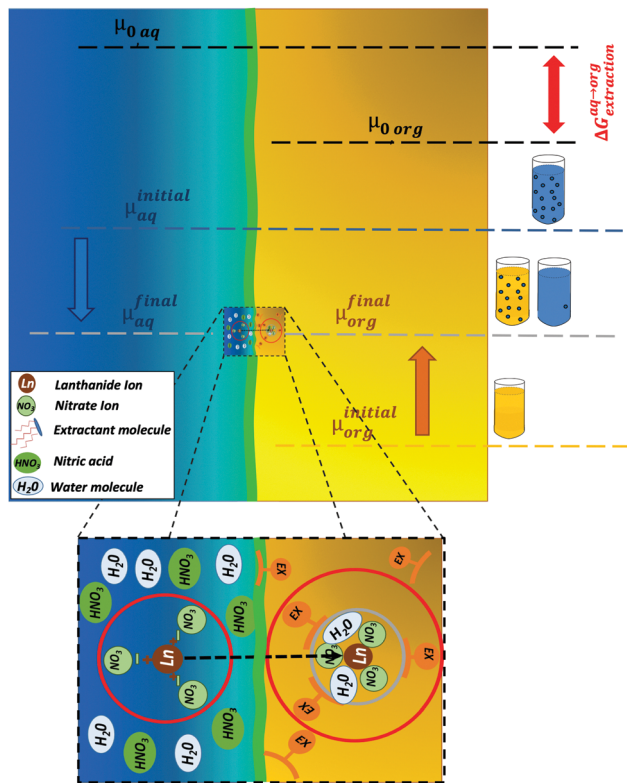 μ0 aq
μ0 org
ΔG aq→org extraction
μ initial aq
μ final aq
μ final org
μ initial org
Ln Lanthanide Ion
NO3 Nitrate Ion
Extractant molecule
HNO3 Nitric acid
H20 Water molecule
H₂O
H₂O
HNO₃
H₂O
EX
EX
HNO₃
HNO₃
NO₃
EX
H₂O
NO₃
NO₃
Ln
NO₃
Ln
EX
NO₃
H₂O
NO₃
EX
HNO₃
H₂O
EX
HNO₃
H₂O
H₂O
HNO₃